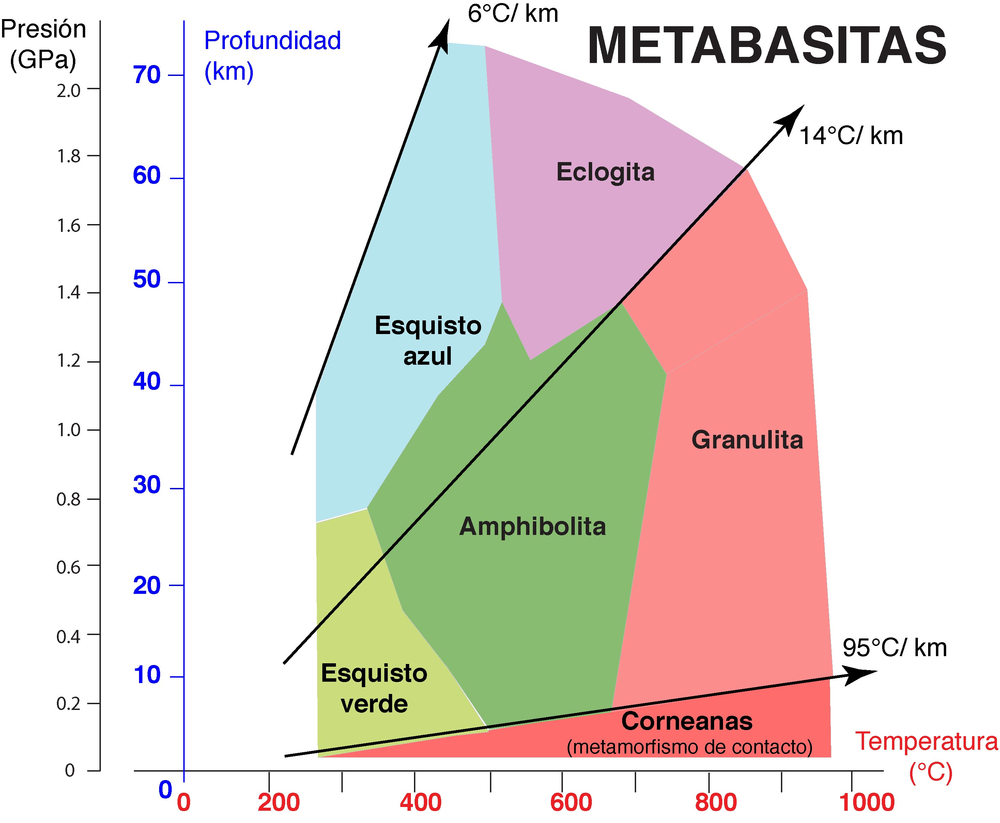 6°C/ km
METABASITAS
Presión
(GPa)
Profundidad
(km)
70
2.0
14°C/ km
1.8
60
Eclogita
1.6
50
1.4
Esquisto
azul
1.2
40
1.0
Granulita
30
0.8
Amphibolita
0.6
20
0.4
95°C/ km
10
Esquisto
verde
0.2
Corneanas
(metamorfismo de contacto)
Temperatura
(°C)
0
0
0
200
400
600
800
1000